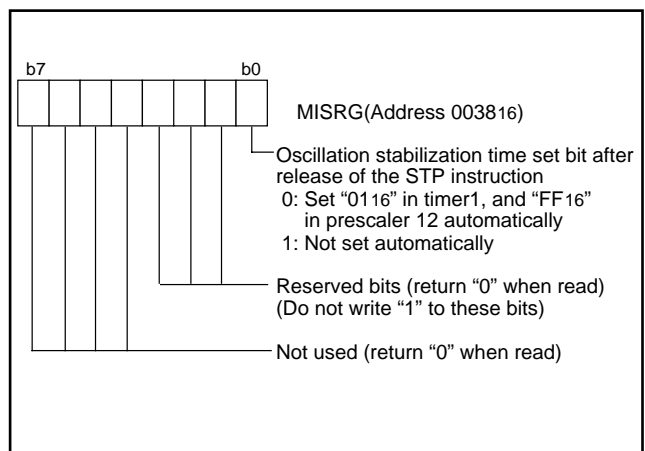 b7 b0
MISRG(Address 003816)
Oscillation stabilization time set bit after
release of the STP instruction
0: Set “0116” in timer1, and “FF16”
in prescaler 12 automatically
1: Not set automatically
Reserved bits (return “0” when read)
(Do not write “1” to these bits)
Not used (return “0” when read)